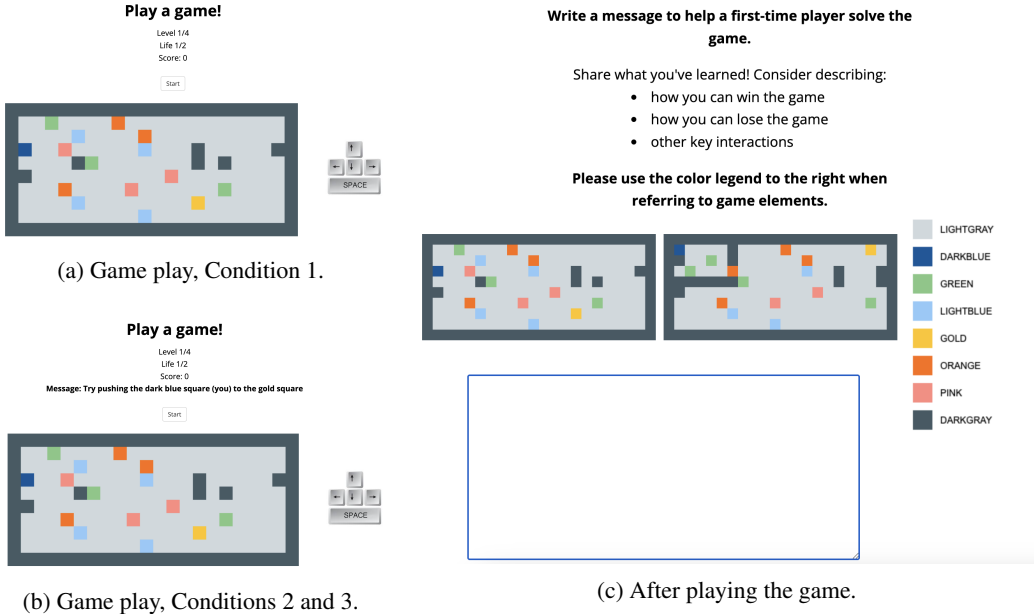 Play a game!
Level 1/4
Life 1/2
Score: 0
Start
↑
← ↓ →
SPACE
(a) Game play, Condition 1.
Play a game!
Level 1/4
Life 1/2
Score: 0
Message: Try pushing the dark blue square (you) to the gold square
Start
↑
← ↓ →
SPACE
(b) Game play, Conditions 2 and 3.
Write a message to help a first-time player solve the
game.
Share what you've learned! Consider describing:
• how you can win the game
• how you can lose the game
• other key interactions
Please use the color legend to the right when
referring to game elements.
LIGHTGRAY
DARKBLUE
GREEN
LIGHTBLUE
GOLD
ORANGE
PINK
DARKGRAY
(c) After playing the game.